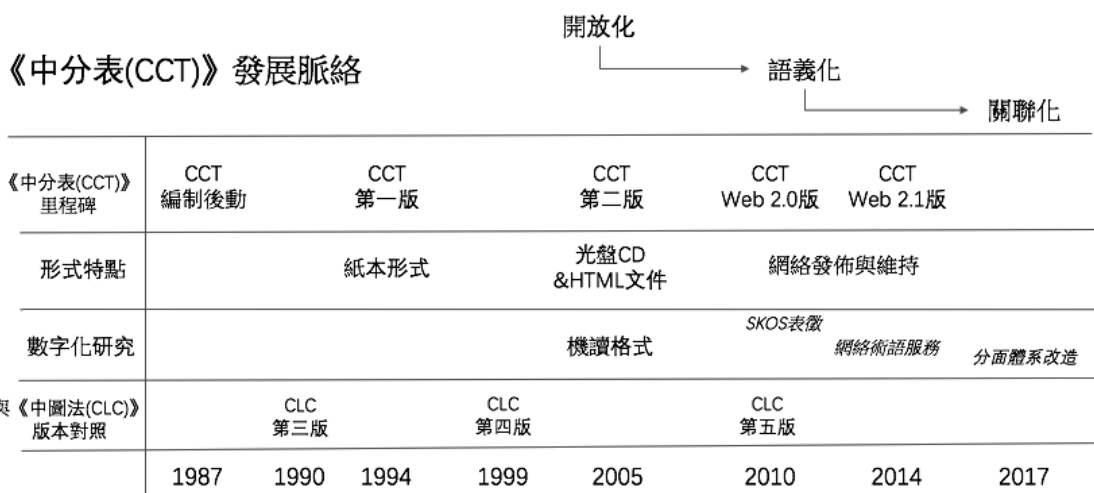 開放化
《中分表(CCT)》發展脈絡
語義化
關聯化
《中分表(CCT)》
里程碑
CCT
編制後動
CCT
第一版
CCT
第二版
CCT
Web 2.0版
CCT
Web 2.1版
形式特點
紙本形式
光盤CD
&HTML文件
網絡發佈與維持
數字化研究
機讀格式
SKOS表徵
網絡術語服務
分面體系改造
與《中圖法(CLC)》
版本對照
CLC
第三版
CLC
第四版
CLC
第五版
1987 1990 1994 1999 2005 2010 2014 2017